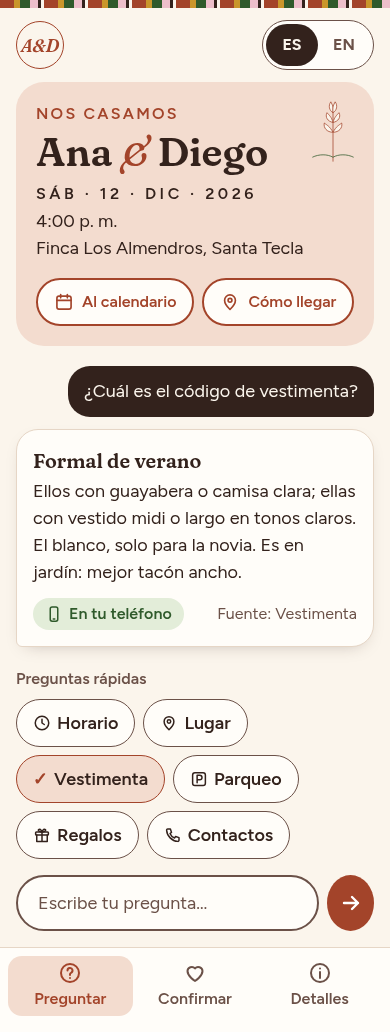 A&D
ES
EN
NOS CASAMOS
Ana & Diego
SÁB · 12 · DIC · 2026
4:00 p. m.
Finca Los Almendros, Santa Tecla
Al calendario
Cómo llegar
¿Cuál es el código de vestimenta?
Formal de verano
Ellos con guayabera o camisa clara; ellas
con vestido midi o largo en tonos claros.
El blanco, solo para la novia. Es en
jardín: mejor tacón ancho.
En tu teléfono
Fuente: Vestimenta
Preguntas rápidas
Horario
Lugar
✓ Vestimenta
Parqueo
Regalos
Contactos
Escribe tu pregunta...
Preguntar
Confirmar
Detalles